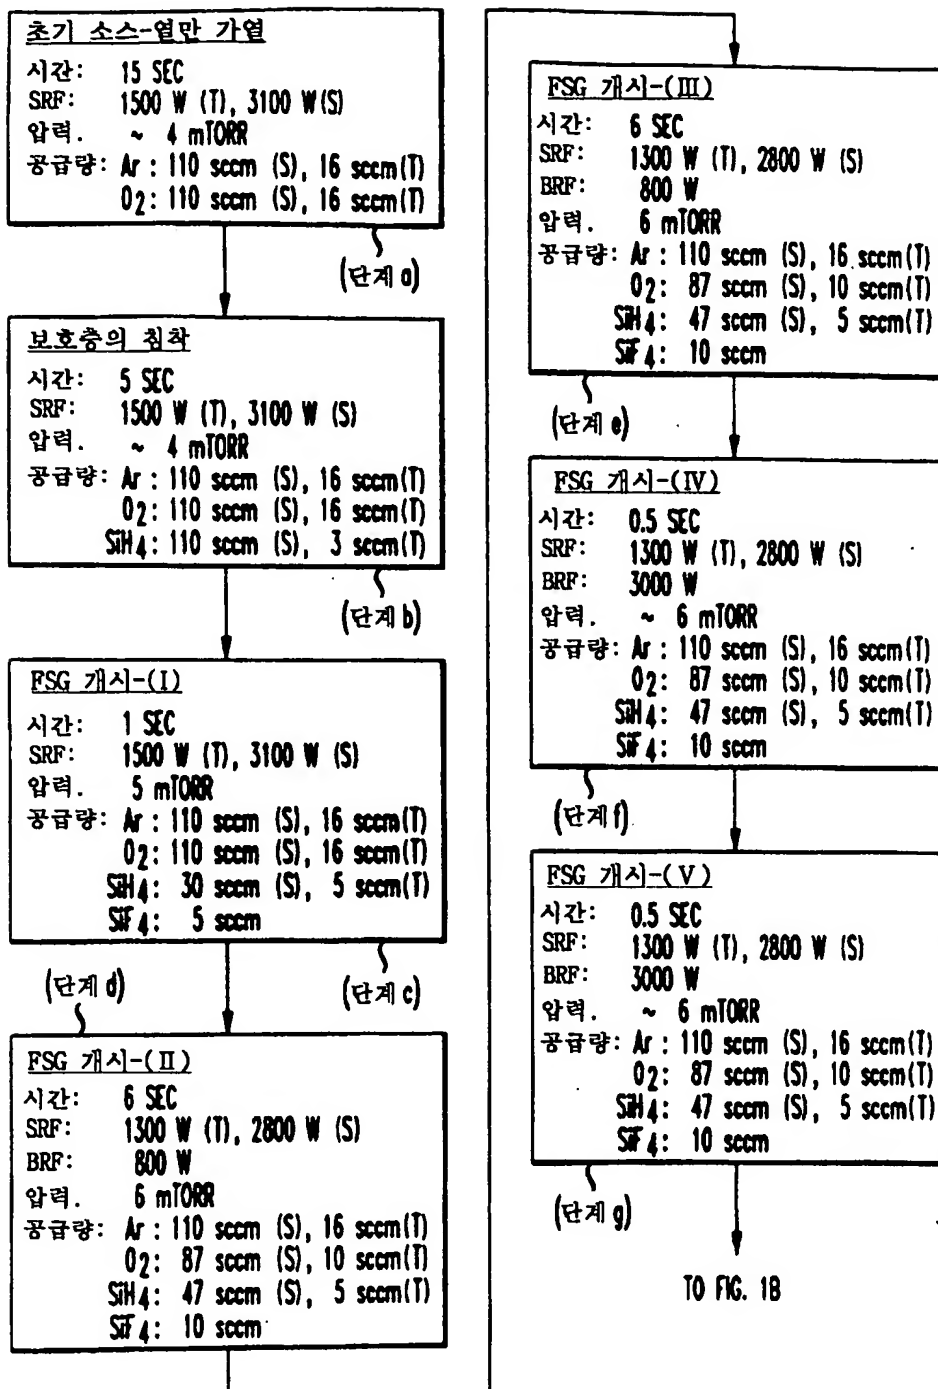 초기 소스-열만 가열
시간: 15 SEC
SRF: 1500 W (T), 3100 W(S)
압력. ~ 4 mTORR
공급량: Ar : 110 sccm (S), 16 sccm(T)
O2: 110 sccm (S), 16 sccm(T)
(단계 a)
보호층의 침착
시간: 5 SEC
SRF: 1500 W (T), 3100 W (S)
압력. ~ 4 mTORR
공급량: Ar : 110 sccm (S), 16 sccm(T)
O2: 110 sccm (S), 16 sccm(T)
SiH4: 110 sccm (S), 3 sccm(T)
(단계 b)
FSG 개시-(I)
시간: 1 SEC
SRF: 1500 W (T), 3100 W (S)
압력. 5 mTORR
공급량: Ar : 110 sccm (S), 16 sccm(T)
O2: 110 sccm (S), 16 sccm(T)
SiH4: 30 sccm (S), 5 sccm(T)
SiF4: 5 sccm
(단계 c)
(단계 d)
FSG 개시-(II)
시간: 6 SEC
SRF: 1300 W (T), 2800 W (S)
BRF: 800 W
압력. 6 mTORR
공급량: Ar : 110 sccm (S), 16 sccm(T)
O2: 87 sccm (S), 10 sccm(T)
SiH4: 47 sccm (S), 5 sccm(T)
SiF4: 10 sccm
FSG 개시-(III)
시간: 6 SEC
SRF: 1300 W (T), 2800 W (S)
BRF: 800 W
압력. 6 mTORR
공급량: Ar : 110 sccm (S), 16 sccm(T)
O2: 87 sccm (S), 10 sccm(T)
SiH4: 47 sccm (S), 5 sccm(T)
SiF4: 10 sccm
(단계 e)
FSG 개시-(IV)
시간: 0.5 SEC
SRF: 1300 W (T), 2800 W (S)
BRF: 3000 W
압력. ~ 6 mTORR
공급량: Ar : 110 sccm (S), 16 sccm(T)
O2: 87 sccm (S), 10 sccm(T)
SiH4: 47 sccm (S), 5 sccm(T)
SiF4: 10 sccm
(단계 f)
FSG 개시-(V)
시간: 0.5 SEC
SRF: 1300 W (T), 2800 W (S)
BRF: 3000 W
압력. ~ 6 mTORR
공급량: Ar : 110 sccm (S), 16 sccm(T)
O2: 87 sccm (S), 10 sccm(T)
SiH4: 47 sccm (S), 5 sccm(T)
SiF4: 10 sccm
(단계 g)
TO FIG. 1B